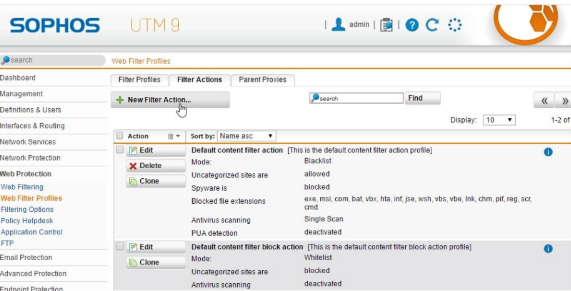 SOPHOS UTM 9 admin
search Web Filter Profiles
Dashboard
Filter Profiles Filter Actions Parent Proxies
Management
New Filter Action... search Find
Definitions & Users
Display: 10 1-2 of
Interfaces & Routing
Network Services
Action Sort by: Name asc
Network Protection
Edit Default content filter action [This is the default content filter action profile]
Delete Mode: Blacklist
Web Protection
Clone Uncategorized sites are allowed
Web Filtering
Spyware is blocked
Web Filter Profiles
Blocked file extensions exe, msi, com, bat, vbx, hta, inf, jse, wsh, vbs, vbe, lnk, chm, pif, reg, scr,
cmd
Filtering Options
Policy Helpdesk
Antivirus scanning Single Scan
Application Control
PUA detection deactivated
FTP
Edit Default content filter block action [This is the default content filter block action profile]
Email Protection
Clone Mode: Whitelist
Advanced Protection
Uncategorized sites are blocked
Endpoint Protection
Antivirus scanning deactivated